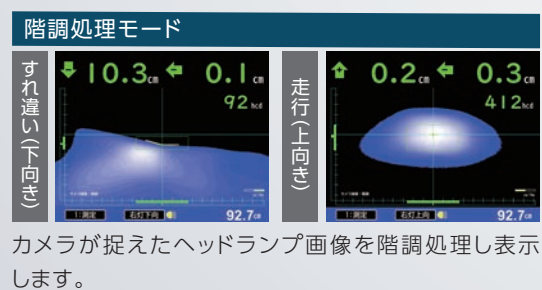 階調処理モード
すれ違い(下向き)
10.3cm 0.1cm
92hcd
1:測定 右灯下向 92.7cm
走行(上向き)
0.2cm 0.3cm
412hcd
1:測定 右灯上向 92.7cm
カメラが捉えたヘッドランプ画像を階調処理し表示
します。